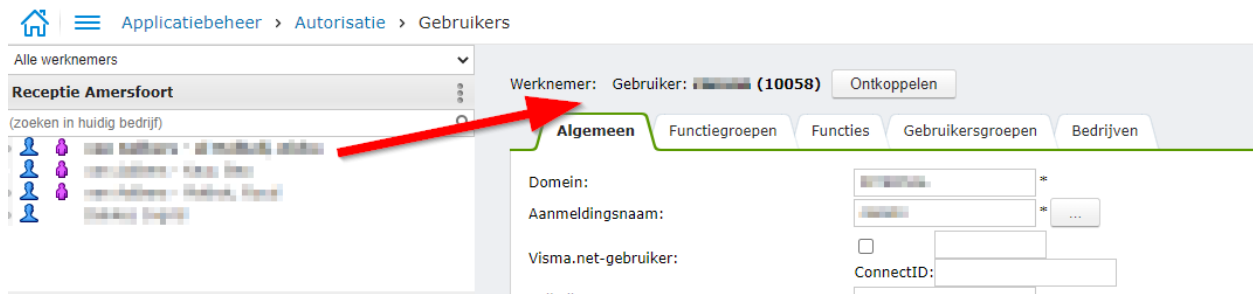 Applicatiebeheer > Autorisatie > Gebruikers
Alle werknemers
Receptie Amersfoort
(zoeken in huidig bedrijf)
Werknemer: Gebruiker: (10058) Ontkoppelen
Algemeen Functiegroepen Functies Gebruikersgroepen Bedrijven
Domein: *
Aanmeldingsnaam: * ...
Visma.net-gebruiker:
ConnectID: